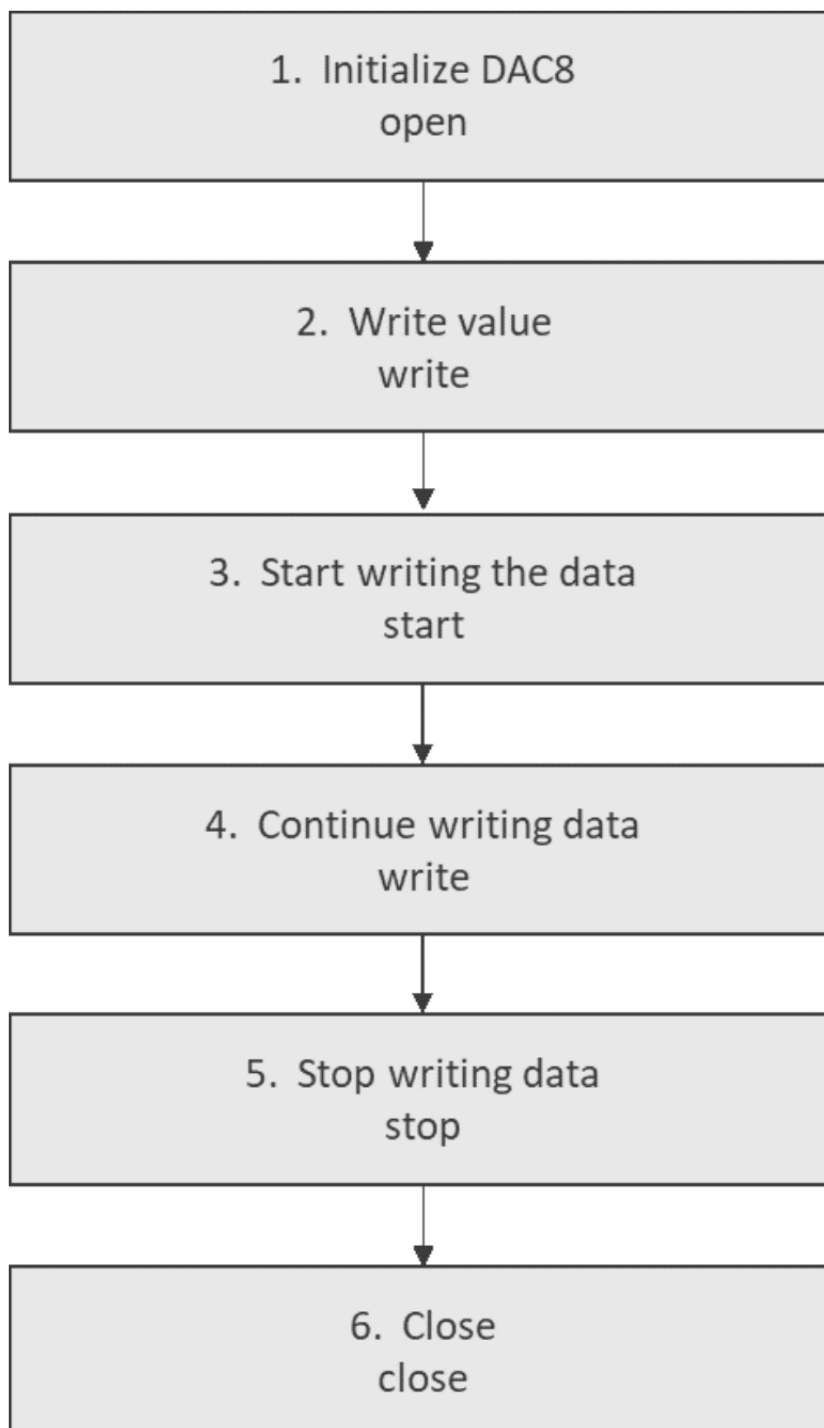 1. Initialize DAC8
open
2. Write value
write
3. Start writing the data
start
4. Continue writing data
write
5. Stop writing data
stop
6. Close
close